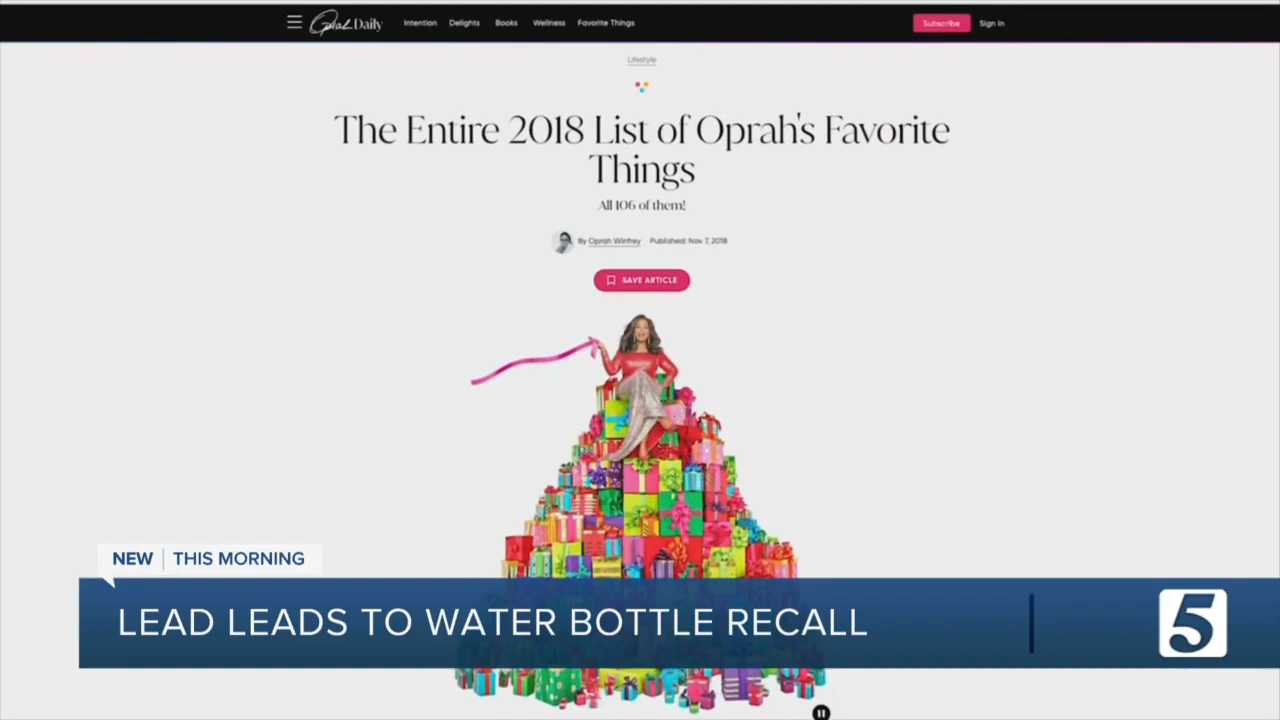 Oprah Daily
Intention
Delights
Books
Wellness
Favorite Things
Subscribe
Sign In
Lifestyle
The Entire 2018 List of Oprah's Favorite
Things
All 106 of them!
By Oprah Winfrey Published: Nov 7, 2018
SAVE ARTICLE
NEW THIS MORNING
LEAD LEADS TO WATER BOTTLE RECALL
5